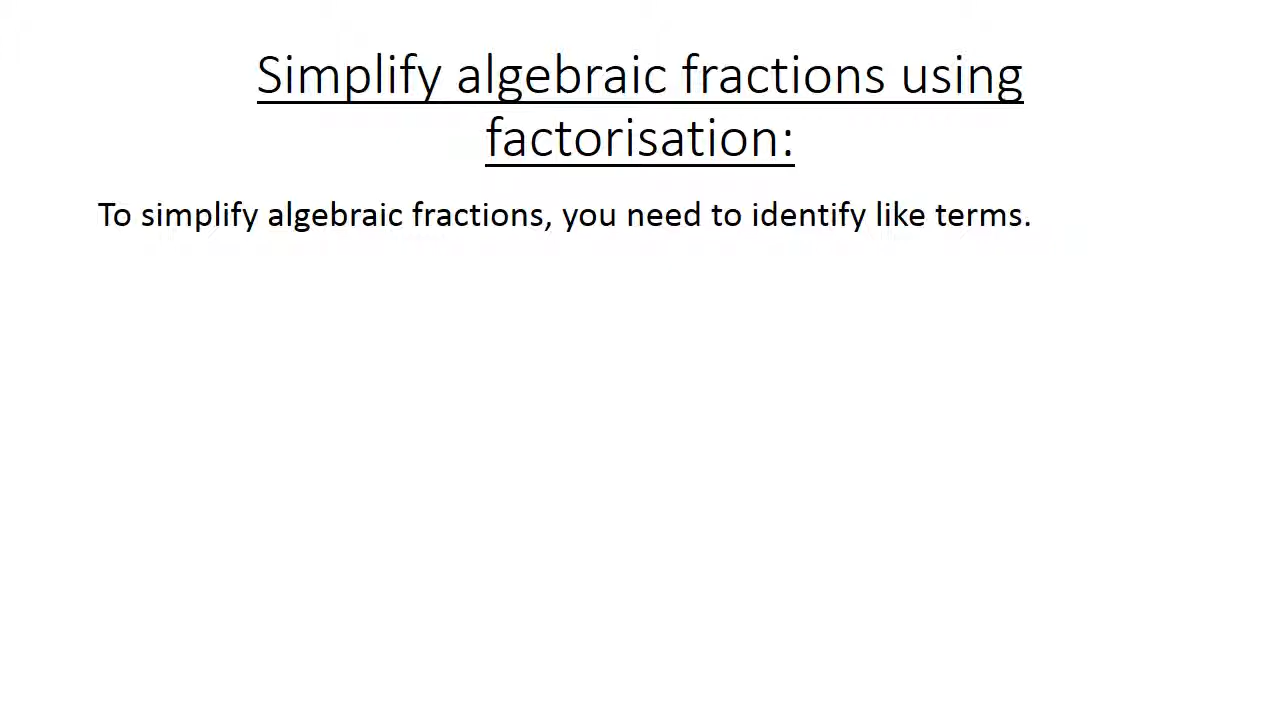 Simplify algebraic fractions using
factorisation:
To simplify algebraic fractions, you need to identify like terms.